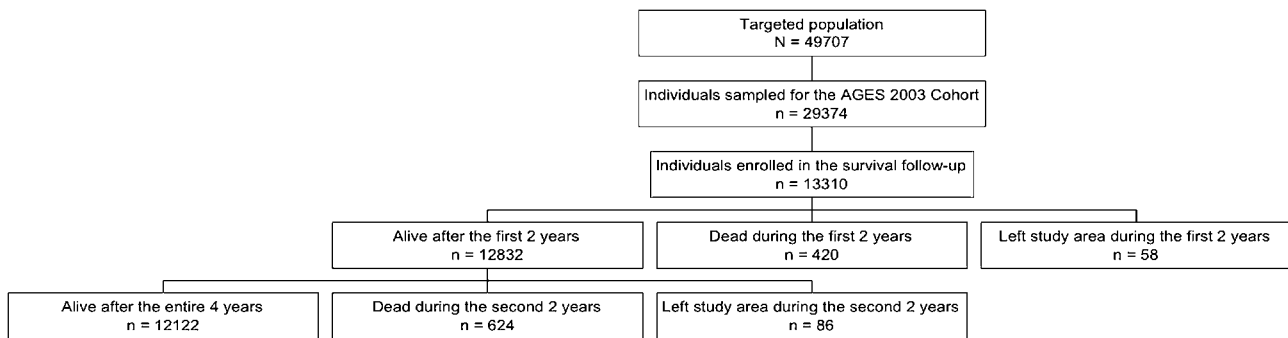 Targeted population
N = 49707
Individuals sampled for the AGES 2003 Cohort
n = 29374
Individuals enrolled in the survival follow-up
n = 13310
Alive after the first 2 years
n = 12832
Dead during the first 2 years
n = 420
Left study area during the first 2 years
n = 58
Alive after the entire 4 years
n = 12122
Dead during the second 2 years
n = 624
Left study area during the second 2 years
n = 86